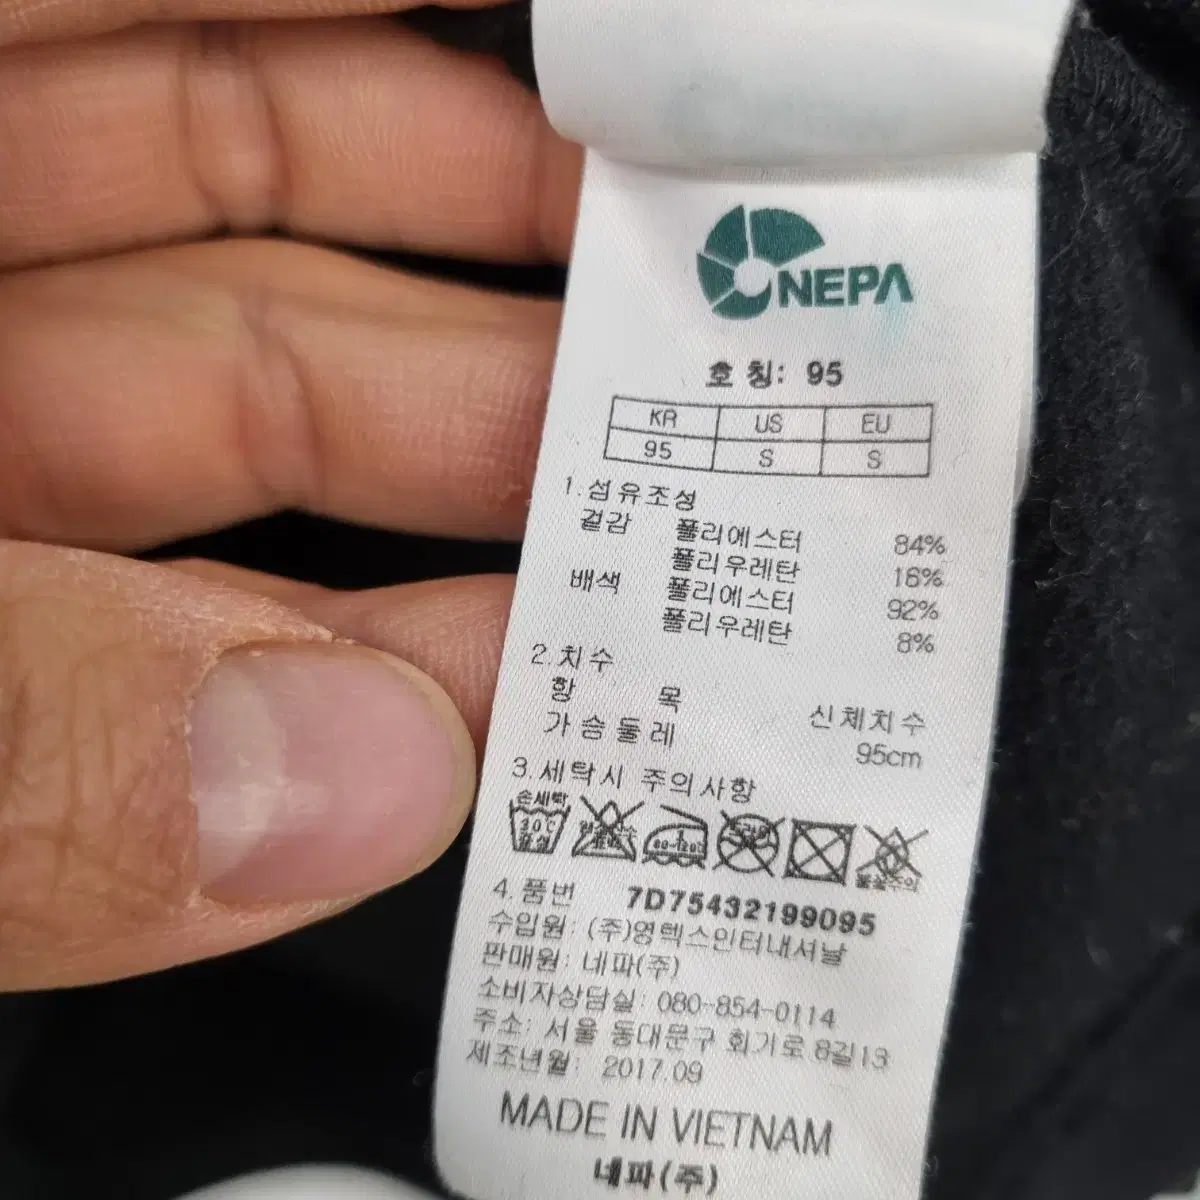 NEPA
호 칭: 95
KR US EU
95 S S
1.섬유조성
겉감 폴리에스터 84%
폴리우레탄 16%
배색 폴리에스터 92%
폴리우레탄 8%
2.치수
항 목 신체치수
가슴둘레 95cm
3.세탁시 주의사항
손세탁
30℃
80~120℃
4.품번 7D75432199095
수입원: (주)영텍스인터내셔날
판매원: 네파(주)
소비자상담실: 080-854-0114
주소: 서울 동대문구 회기로 8길13
제조년월: 2017.09
MADE IN VIETNAM
네파(주)